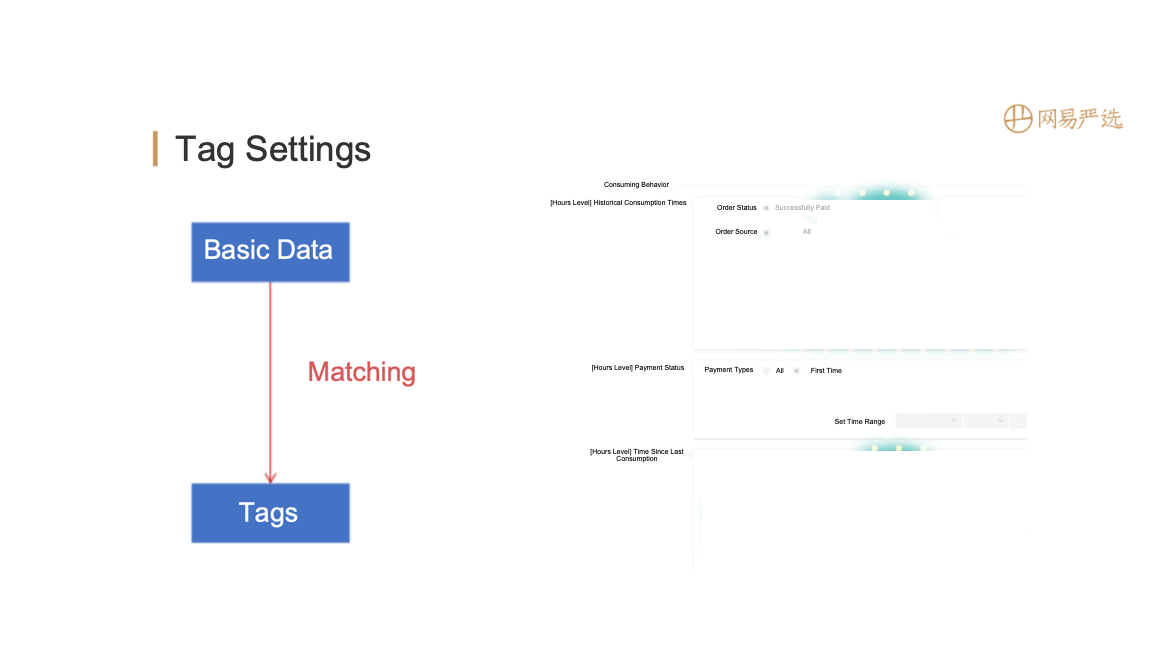 网易严选
Tag Settings
Basic Data
Matching
Tags
Consuming Behavior
[Hours Level] Historical Consumption Times
Order Status
Successfully Paid
Order Source
All
[Hours Level] Payment Status
Payment Types
All
First Time
Set Time Range
[Hours Level] Time Since Last
Consumption